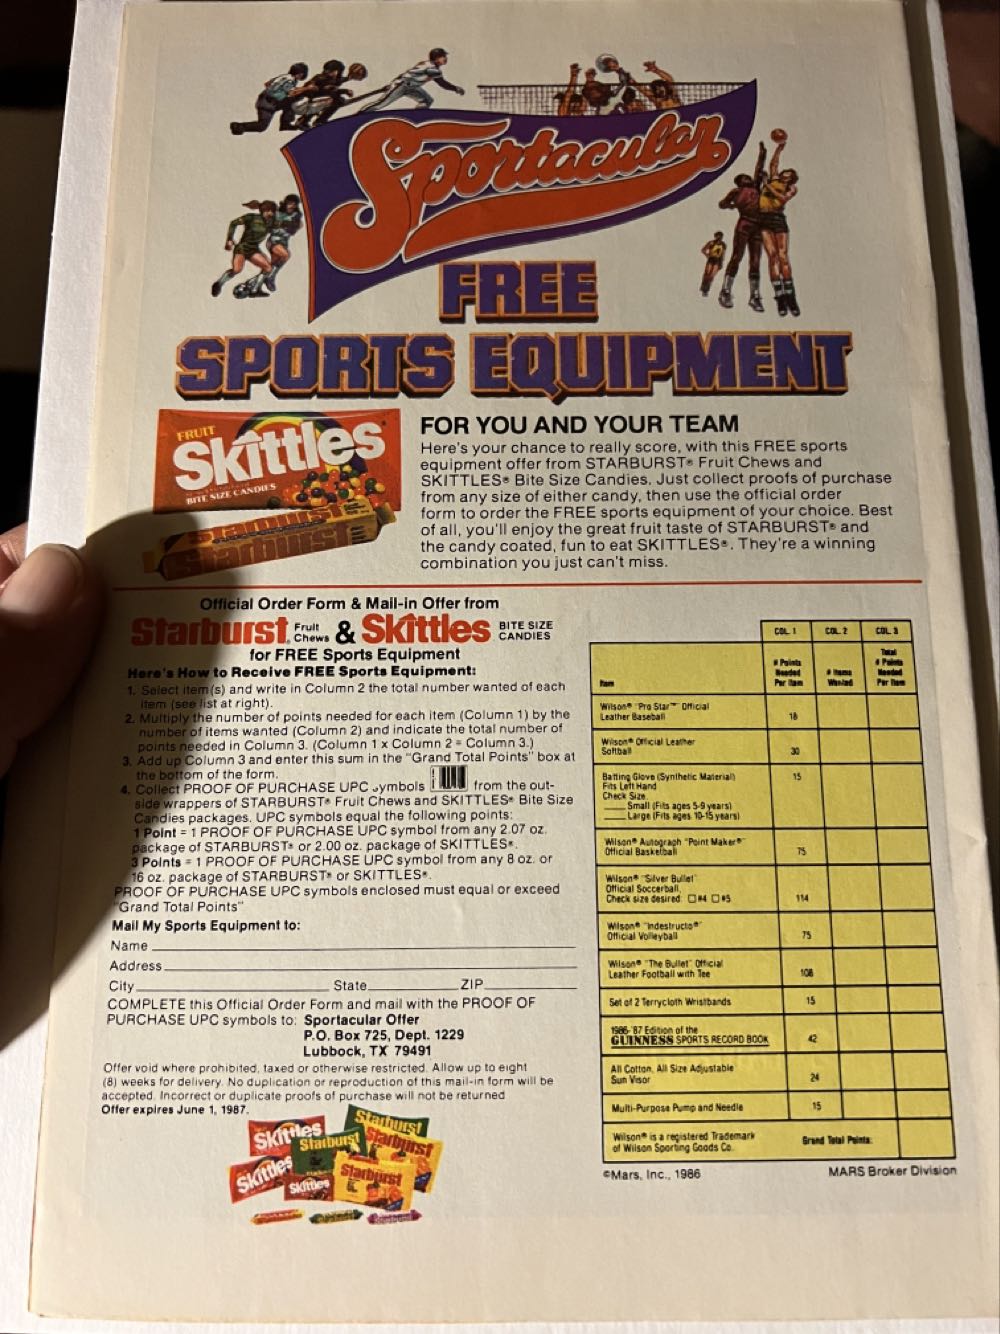 Sportacular
FREE
SPORTS EQUIPMENT
FRUIT
Skittles
BITE SIZE CANDIES
Starburst
Starburst
FOR YOU AND YOUR TEAM
Here's your chance to really score, with this FREE sports
equipment offer from STARBURST® Fruit Chews and
SKITTLES® Bite Size Candies. Just collect proofs of purchase
from any size of either candy, then use the official order
form to order the FREE sports equipment of your choice. Best
of all, you'll enjoy the great fruit taste of STARBURST® and
the candy coated, fun to eat SKITTLES®. They're a winning
combination you just can't miss.
Official Order Form & Mail-in Offer from
Starburst® Fruit Chews & Skittles BITE SIZE CANDIES
for FREE Sports Equipment
Here's How to Receive FREE Sports Equipment:
1. Select item(s) and write in Column 2 the total number wanted of each
item (see list at right).
2. Multiply the number of points needed for each item (Column 1) by the
number of items wanted (Column 2) and indicate the total number of
points needed in Column 3. (Column 1 x Column 2 = Column 3.)
3. Add up Column 3 and enter this sum in the "Grand Total Points" box at
the bottom of the form.
4. Collect PROOF OF PURCHASE UPC symbols from the out-
side wrappers of STARBURST® Fruit Chews and SKITTLES® Bite Size
Candies packages. UPC symbols equal the following points:
1 Point = 1 PROOF OF PURCHASE UPC symbol from any 2.07 oz.
package of STARBURST® or 2.00 oz. package of SKITTLES®.
3 Points = 1 PROOF OF PURCHASE UPC symbol from any 8 oz. or
16 oz. package of STARBURST® or SKITTLES®.
PROOF OF PURCHASE UPC symbols enclosed must equal or exceed
"Grand Total Points"
Mail My Sports Equipment to:
Name
Address
City State ZIP
COMPLETE this Official Order Form and mail with the PROOF OF
PURCHASE UPC symbols to: Sportacular Offer
P.O. Box 725, Dept. 1229
Lubbock, TX 79491
Offer void where prohibited, taxed or otherwise restricted. Allow up to eight
(8) weeks for delivery. No duplication or reproduction of this mail-in form will be
accepted. Incorrect or duplicate proofs of purchase will not be returned
Offer expires June 1, 1987.
Skittles
Starburst
Starburst
Starburst
Skittles
Skittles
Starburst
COL. 1 COL. 2 COL. 3
Item # Points Needed Per Item # Items Wanted Total # Points Needed Per Item
Wilson® "Pro Star™" Official
Leather Baseball 18
Wilson® Official Leather
Softball 30
Batting Glove (Synthetic Material) 15
Fits Left Hand
Check Size
Small (Fits ages 5-9 years)
Large (Fits ages 10-15 years)
Wilson® Autograph "Point Maker®"
Official Basketball 75
Wilson® "Silver Bullet"
Official Soccerball,
Check size desired: □#4 □#5 114
Wilson® "Indestructo®"
Official Volleyball 75
Wilson® "The Bullet" Official
Leather Football with Tee 108
Set of 2 Terrycloth Wristbands 15
1986-'87 Edition of the
GUINNESS SPORTS RECORD BOOK 42
All Cotton, All Size Adjustable
Sun Visor 24
Multi-Purpose Pump and Needle 15
Wilson® is a registered Trademark
of Wilson Sporting Goods Co. Grand Total Points:
©Mars, Inc., 1986 MARS Broker Division